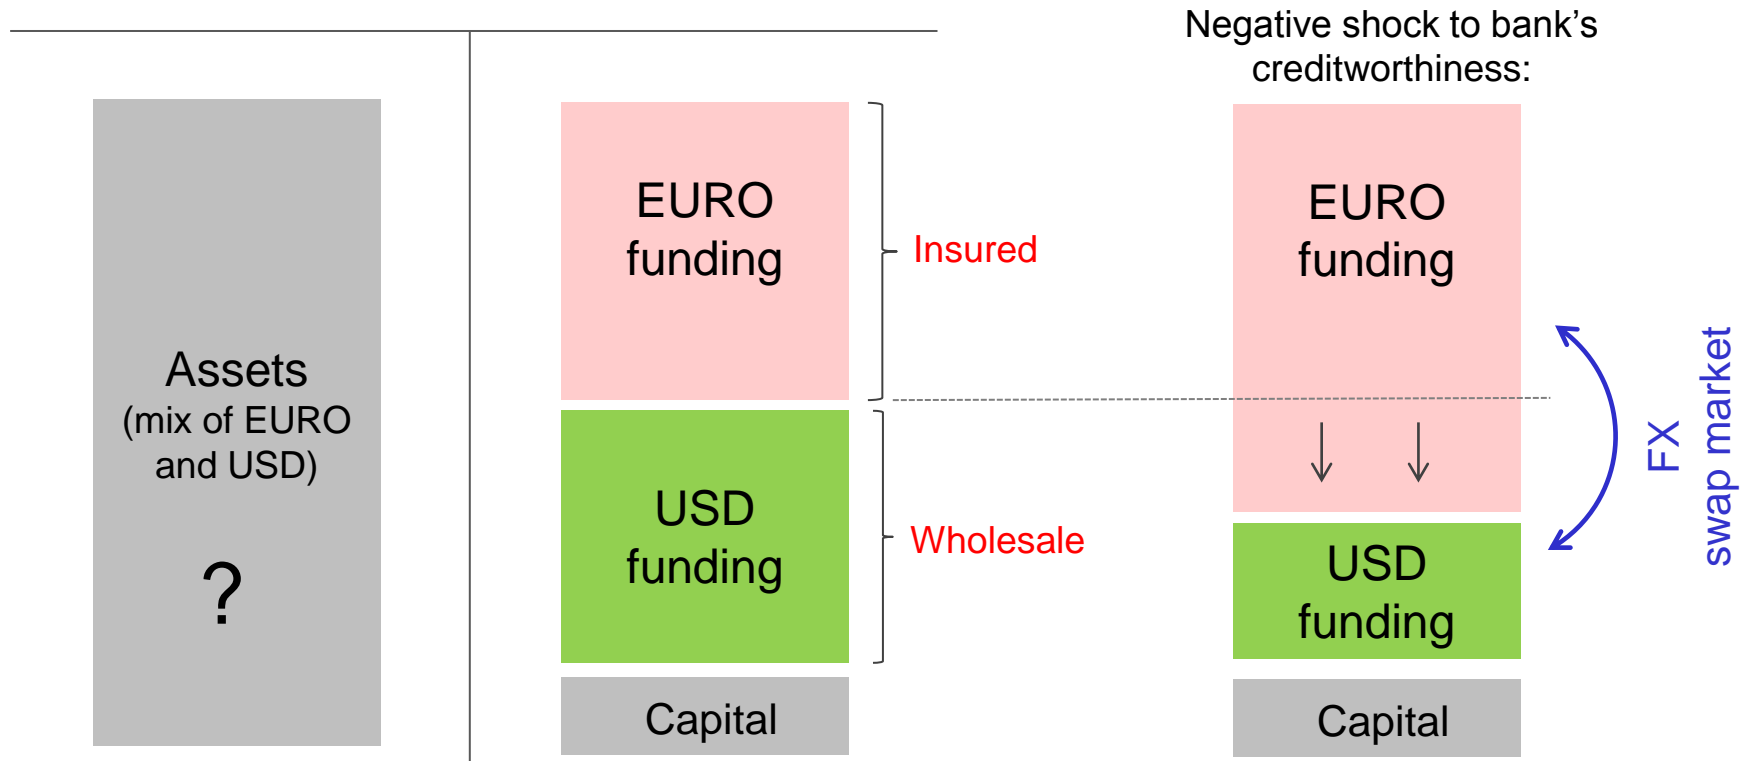 Negative shock to bank’s
creditworthiness:
Assets
(mix of EURO
and USD)
?
EURO
funding
Insured
USD
funding
Wholesale
Capital
EURO
funding
USD
funding
Capital
FX
swap market